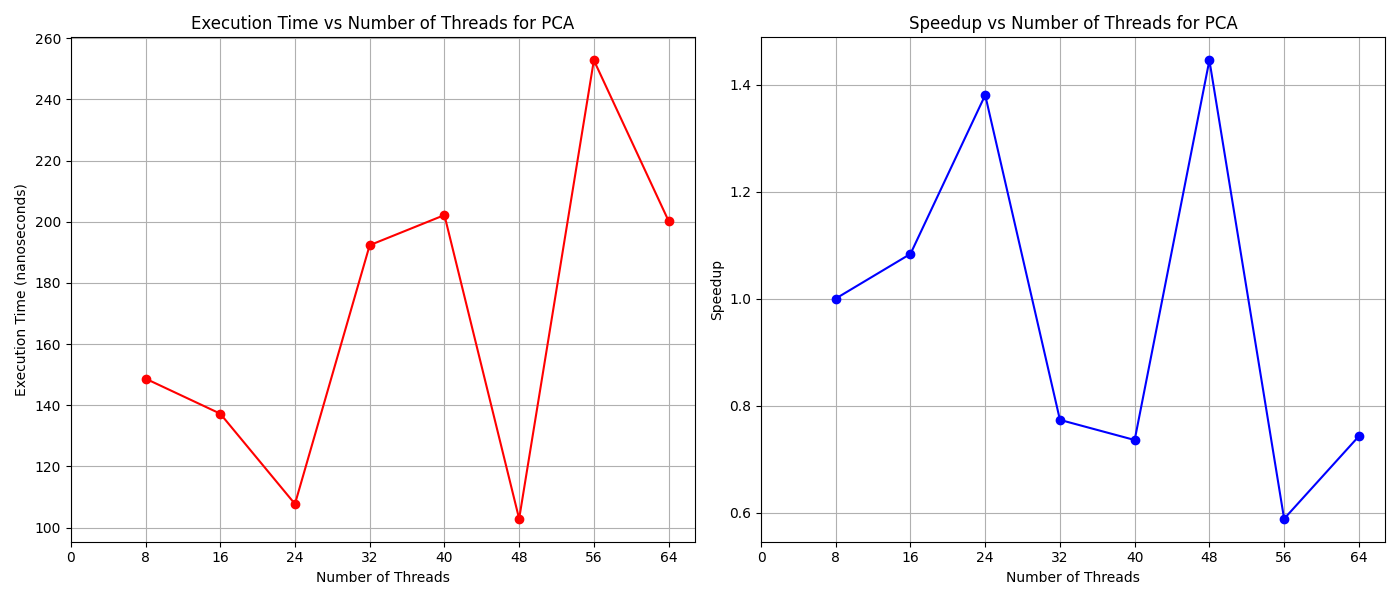 Execution Time vs Number of Threads for PCA
Execution Time (nanoseconds)
260
240
220
200
180
160
140
120
100
0 8 16 24 32 40 48 56 64
Number of Threads
Speedup vs Number of Threads for PCA
Speedup
1.4
1.2
1.0
0.8
0.6
0 8 16 24 32 40 48 56 64
Number of Threads